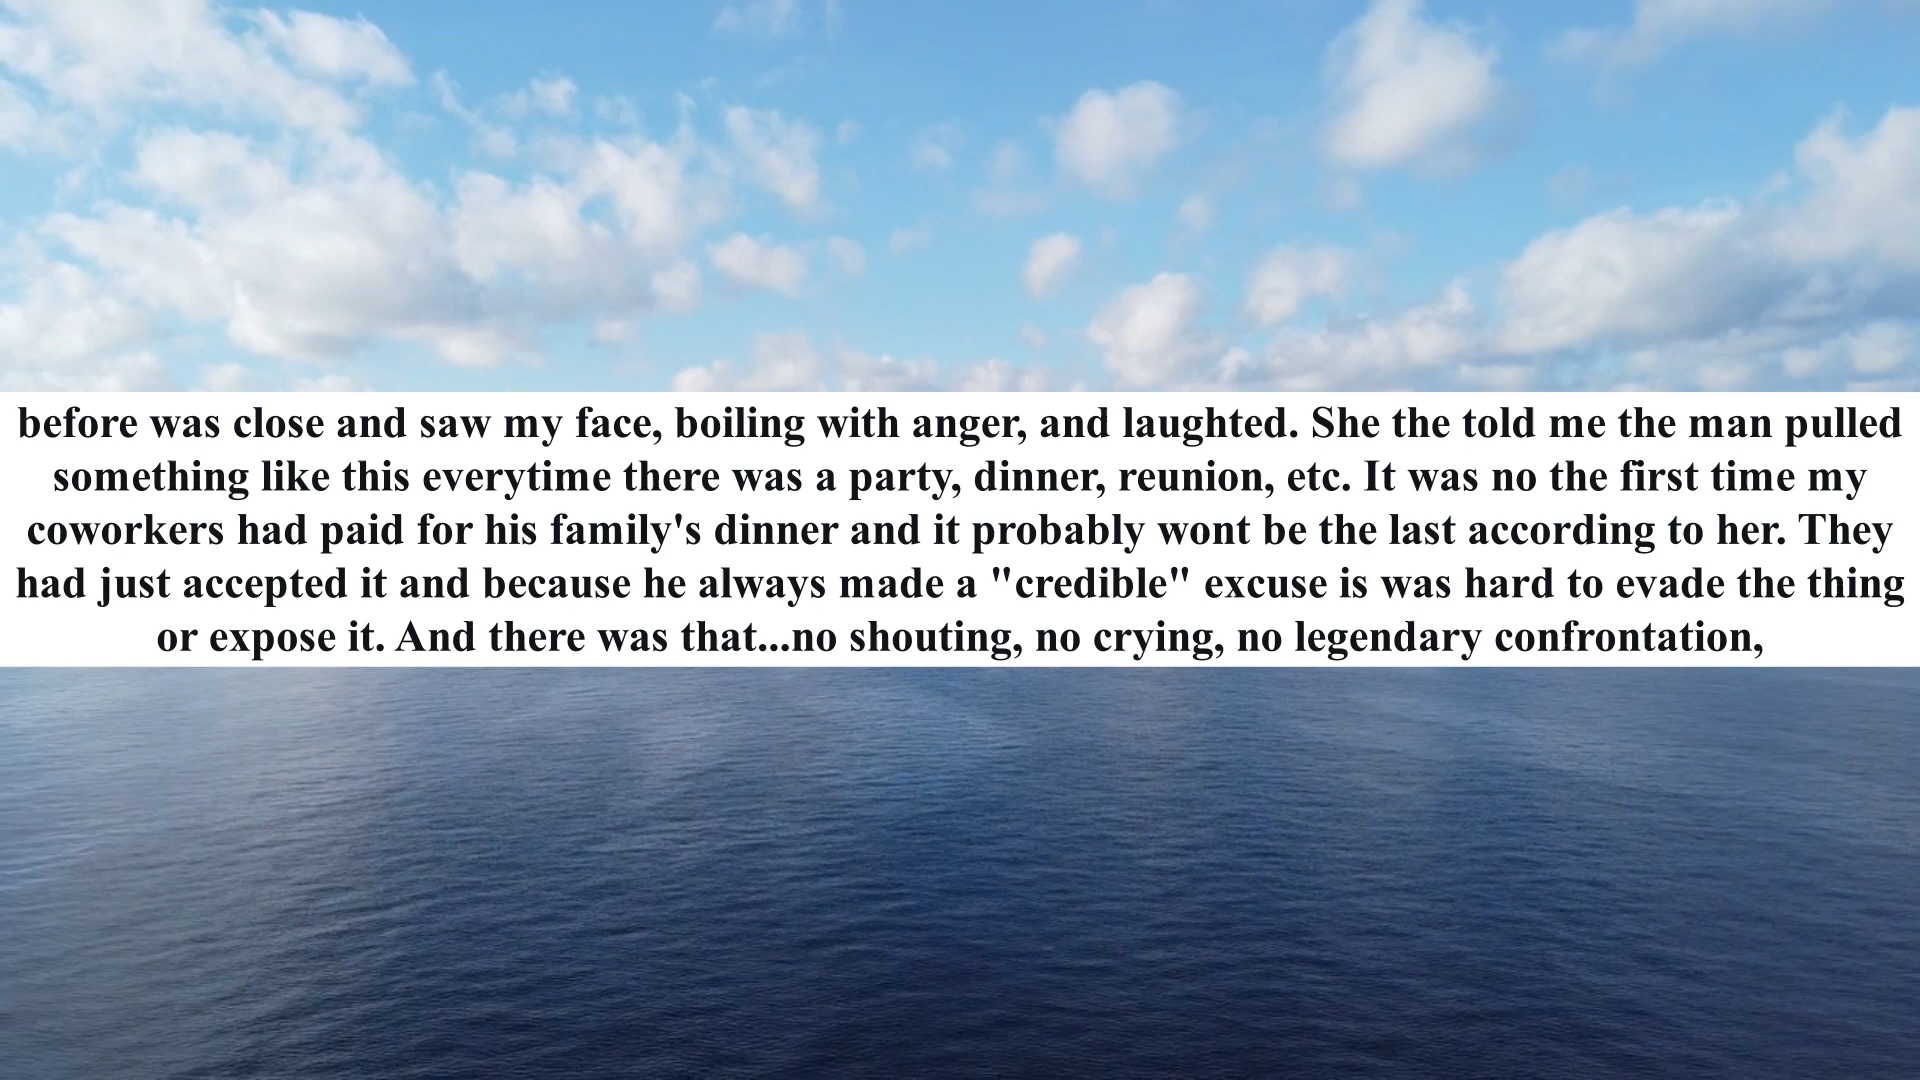 before was close and saw my face, boiling with anger, and laughted. She the told me the man pulled
something like this everytime there was a party, dinner, reunion, etc. It was no the first time my
coworkers had paid for his family's dinner and it probably wont be the last according to her. They
had just accepted it and because he always made a "credible" excuse is was hard to evade the thing
or expose it. And there was that...no shouting, no crying, no legendary confrontation,